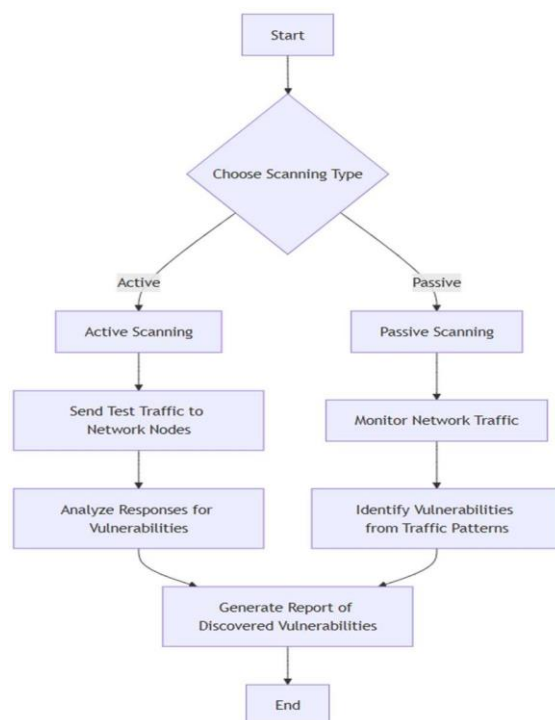 Start
Choose Scanning Type
Active
Passive
Active Scanning
Passive Scanning
Send Test Traffic to
Network Nodes
Monitor Network Traffic
Analyze Responses for
Vulnerabilities
Identify Vulnerabilities
from Traffic Patterns
Generate Report of
Discovered Vulnerabilities
End